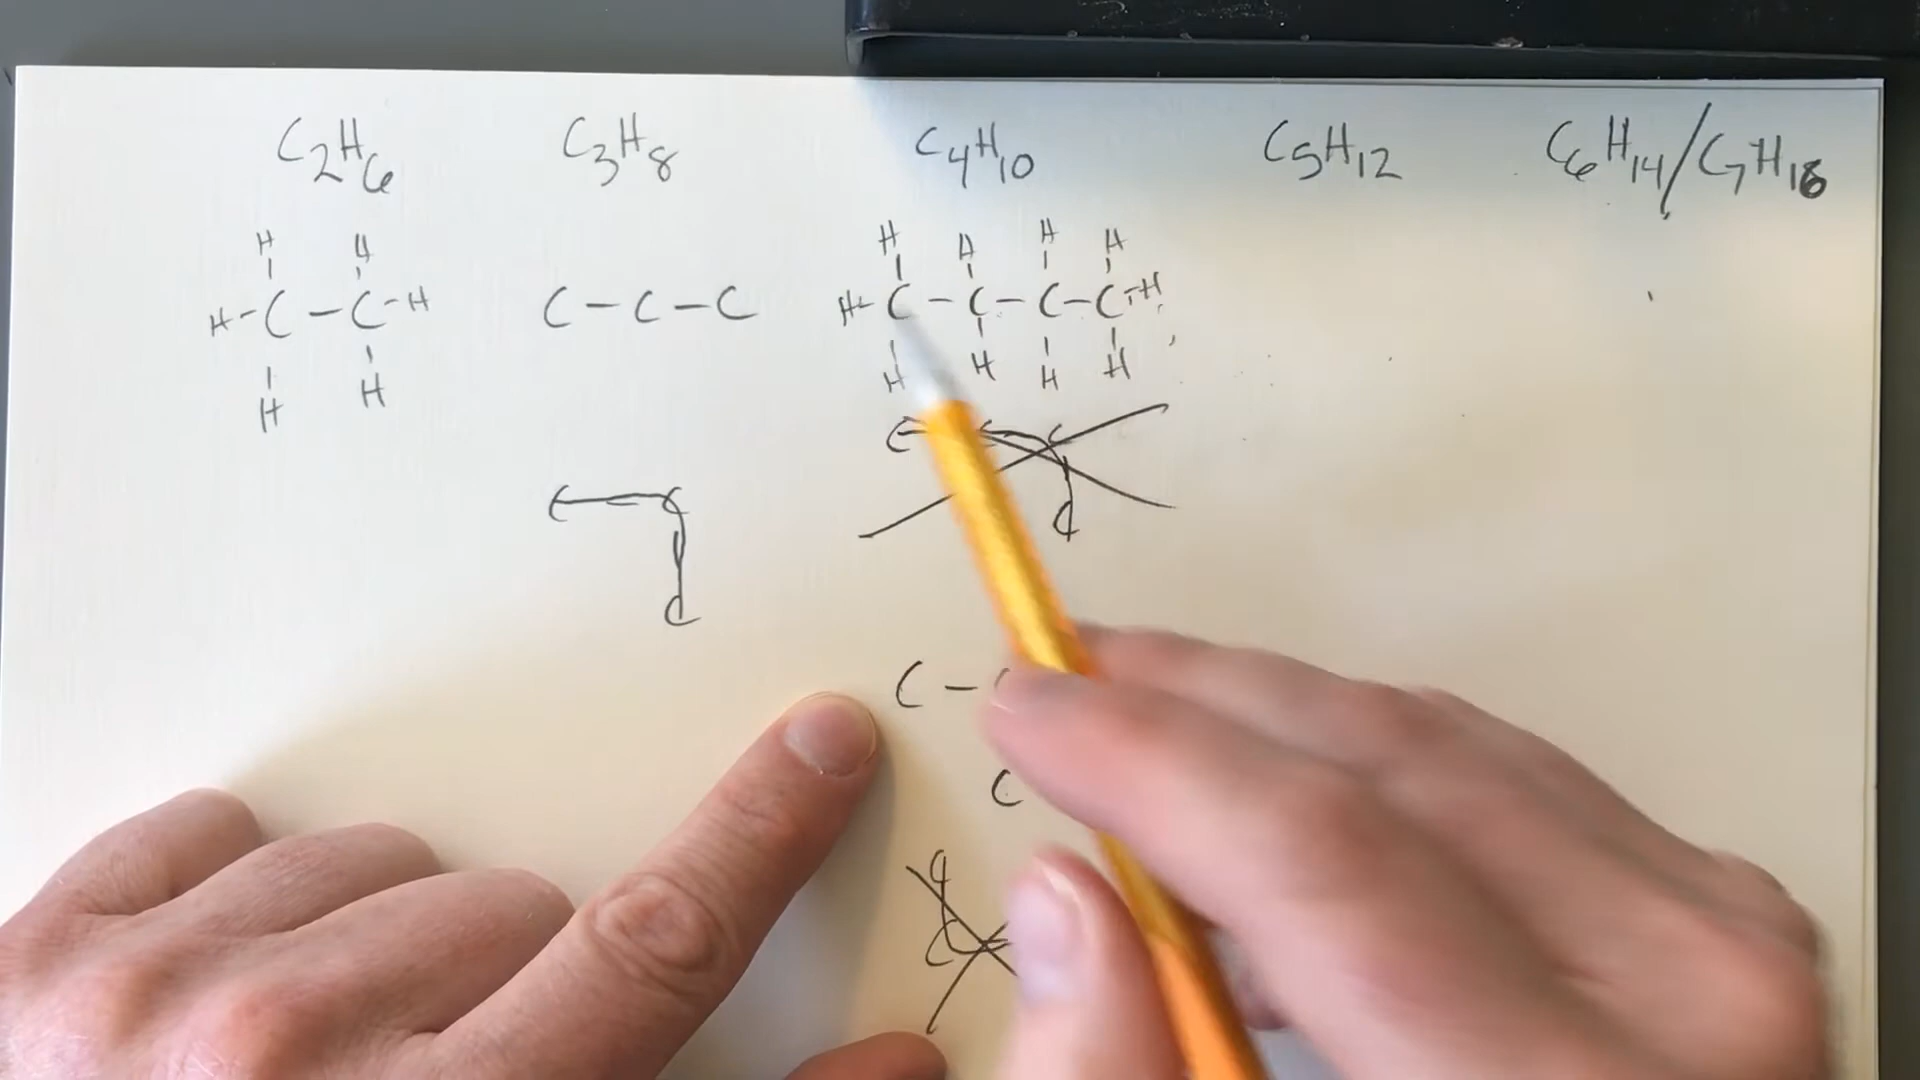 C2H6 C3H8 C4H10 C5H12 C6H14/C7H16
H H H H H H
H-C-C-H C-C-C H-C-C-C-C-H
H H H H H H
C C C
C C
C
C-C
C
C
C